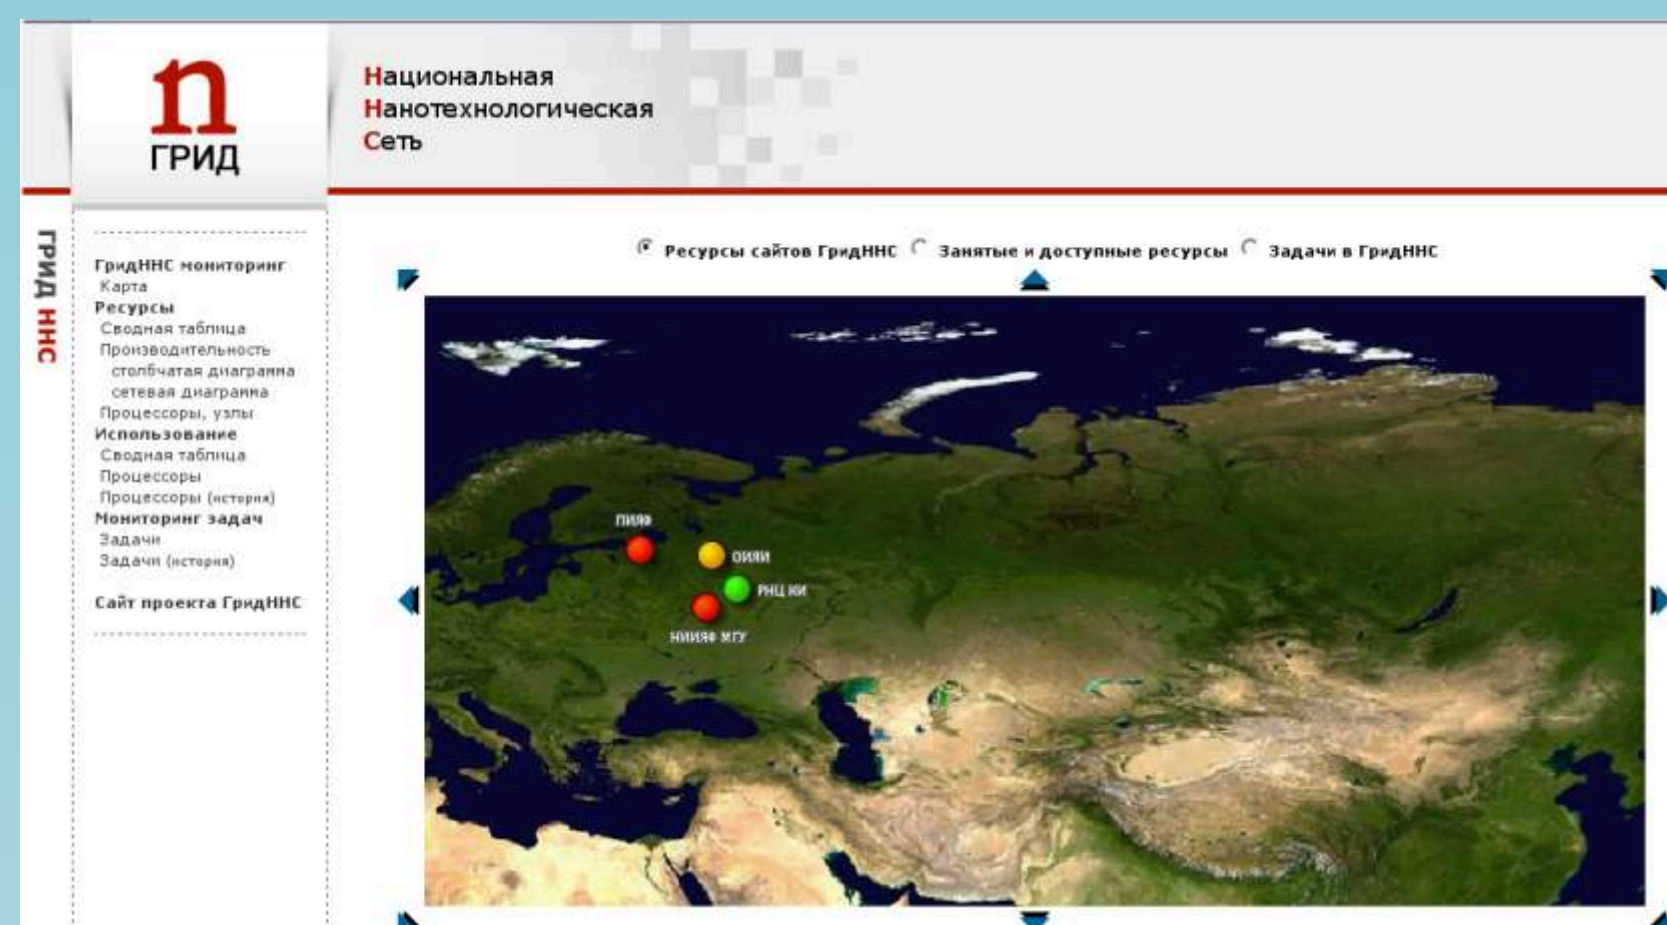 n
ГРИД
Национальная
Нанотехнологическая
Сеть
ГРИД ННС
ГридННС мониторинг
Карта
Ресурсы
Сводная таблица
Производительность
столбчатая диаграмма
сетевая диаграмма
Процессоры, узлы
Использование
Сводная таблица
Процессоры
Процессоры (история)
Мониторинг задач
Задачи
Задачи (история)
Сайт проекта ГридННС
Ресурсы сайтов ГридННС Занятые и доступные ресурсы Задачи в ГридННС
ПИЯФ
ОИЯИ
РНЦ КИ
НИИЯФ МГУ